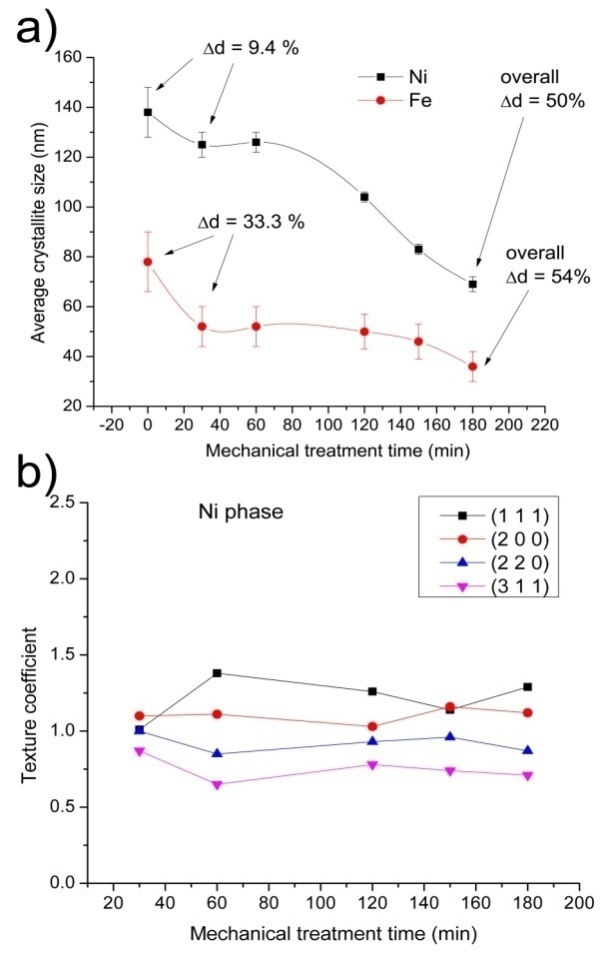 a)
Δd = 9.4 %
Ni
Fe
overall
Δd = 50%
Δd = 33.3 %
overall
Δd = 54%
160
140
120
100
80
60
40
20
Average crystallite size (nm)
-20 0 20 40 60 80 100 120 140 160 180 200 220
Mechanical treatment time (min)
b)
Ni phase
(1 1 1)
(2 0 0)
(2 2 0)
(3 1 1)
2.5
2.0
1.5
1.0
0.5
0.0
Texture coefficient
20 40 60 80 100 120 140 160 180 200
Mechanical treatment time (min)